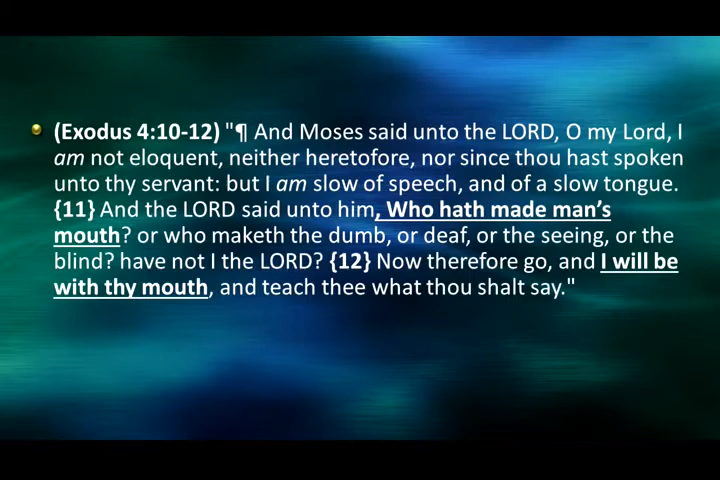 (Exodus 4:10-12) "¶ And Moses said unto the LORD, O my Lord, I
am not eloquent, neither heretofore, nor since thou hast spoken
unto thy servant: but I am slow of speech, and of a slow tongue.
{11} And the LORD said unto him, Who hath made man’s
mouth? or who maketh the dumb, or deaf, or the seeing, or the
blind? have not I the LORD? {12} Now therefore go, and I will be
with thy mouth, and teach thee what thou shalt say."